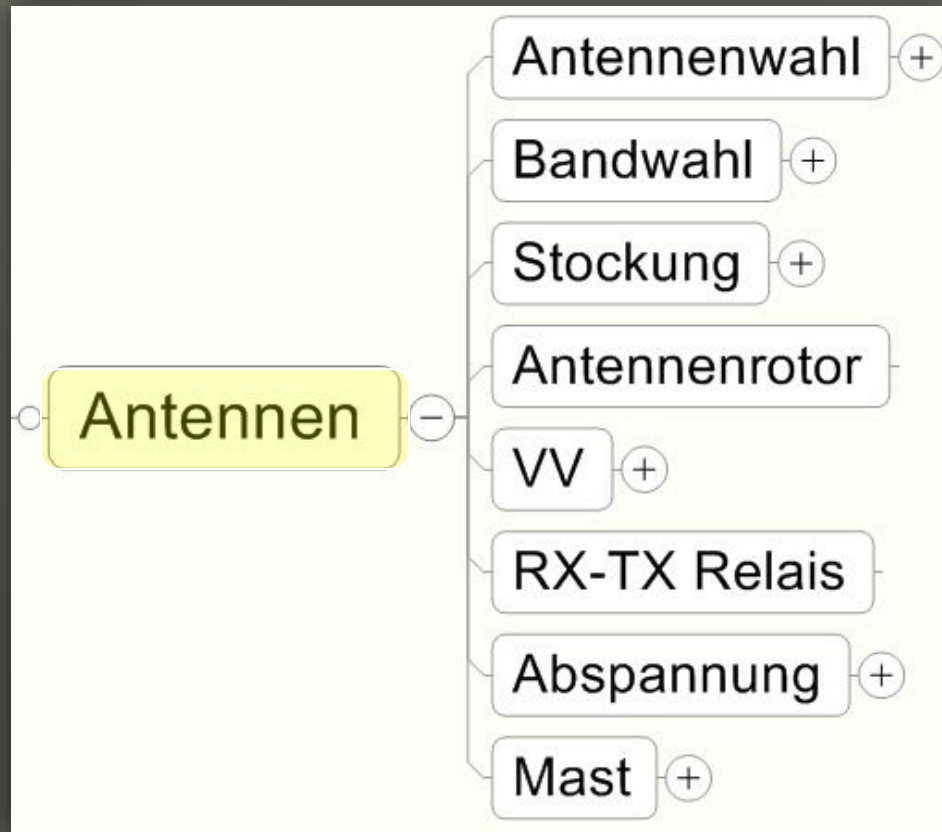 Antennenwahl
Bandwahl
Stockung
Antennenrotor
Antennen
VV
RX-TX Relais
Abspannung
Mast